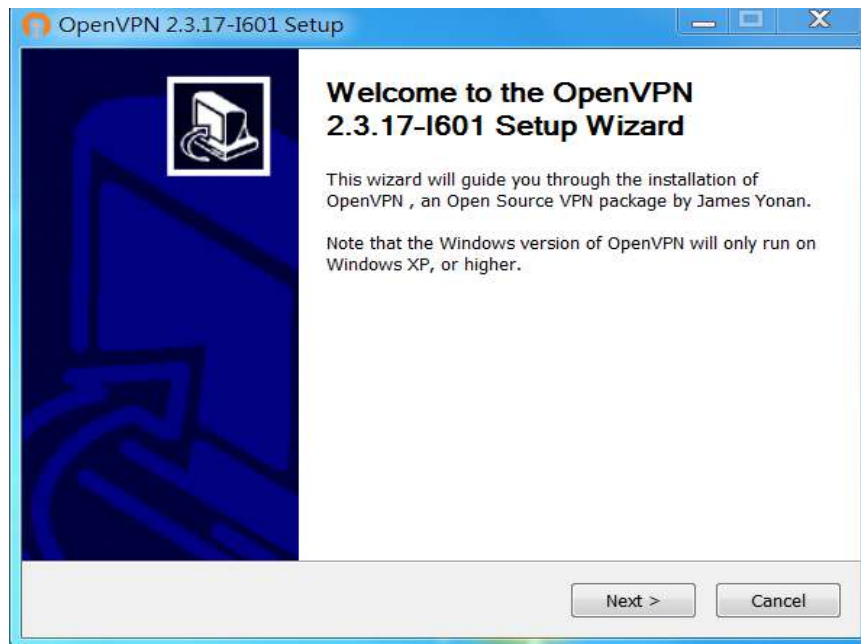 OpenVPN 2.3.17-I601 Setup
Welcome to the OpenVPN
2.3.17-I601 Setup Wizard
This wizard will guide you through the installation of
OpenVPN , an Open Source VPN package by James Yonan.
Note that the Windows version of OpenVPN will only run on
Windows XP, or higher.
Next >
Cancel